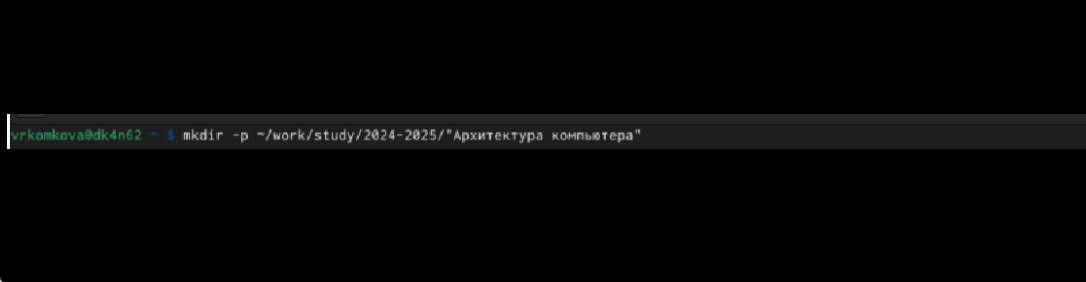 vrkomkova@dk4n62 ~ $ mkdir -p ~/work/study/2024-2025/"Архитектура компьютера"